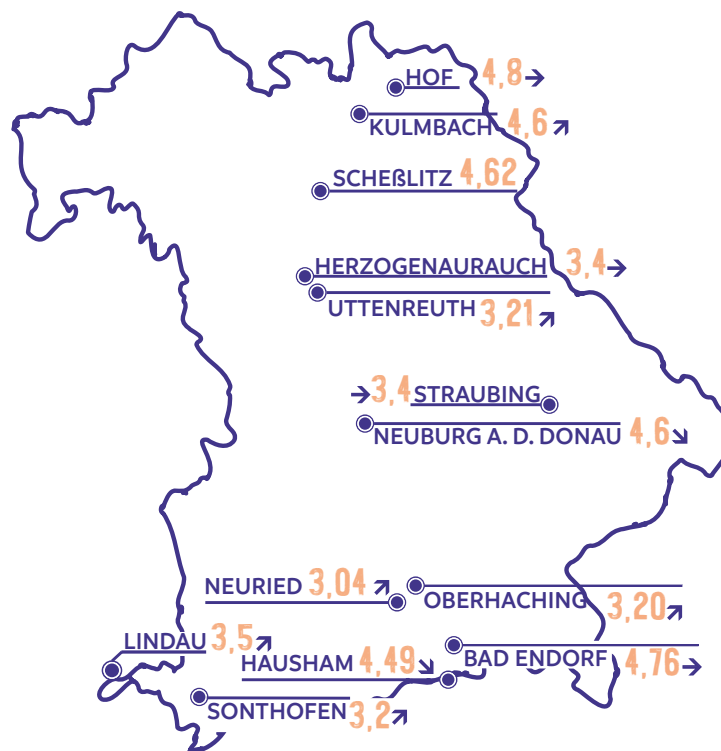 HOF 4,8 →
KULMBACH 4,6 ↗
SCHEßLITZ 4,62
HERZOGENAURAUCH 3,4 →
UTTENREUTH 3,21 ↗
→ 3,4 STRAUBING
NEUBURG A. D. DONAU 4,6 ↘
NEURIED 3,04 ↗
OBERHACHING 3,20 ↗
LINDAU 3,5 ↗
HAUSHAM 4,49 ↘
BAD ENDORF 4,76 →
SONTHOFEN 3,2 ↗